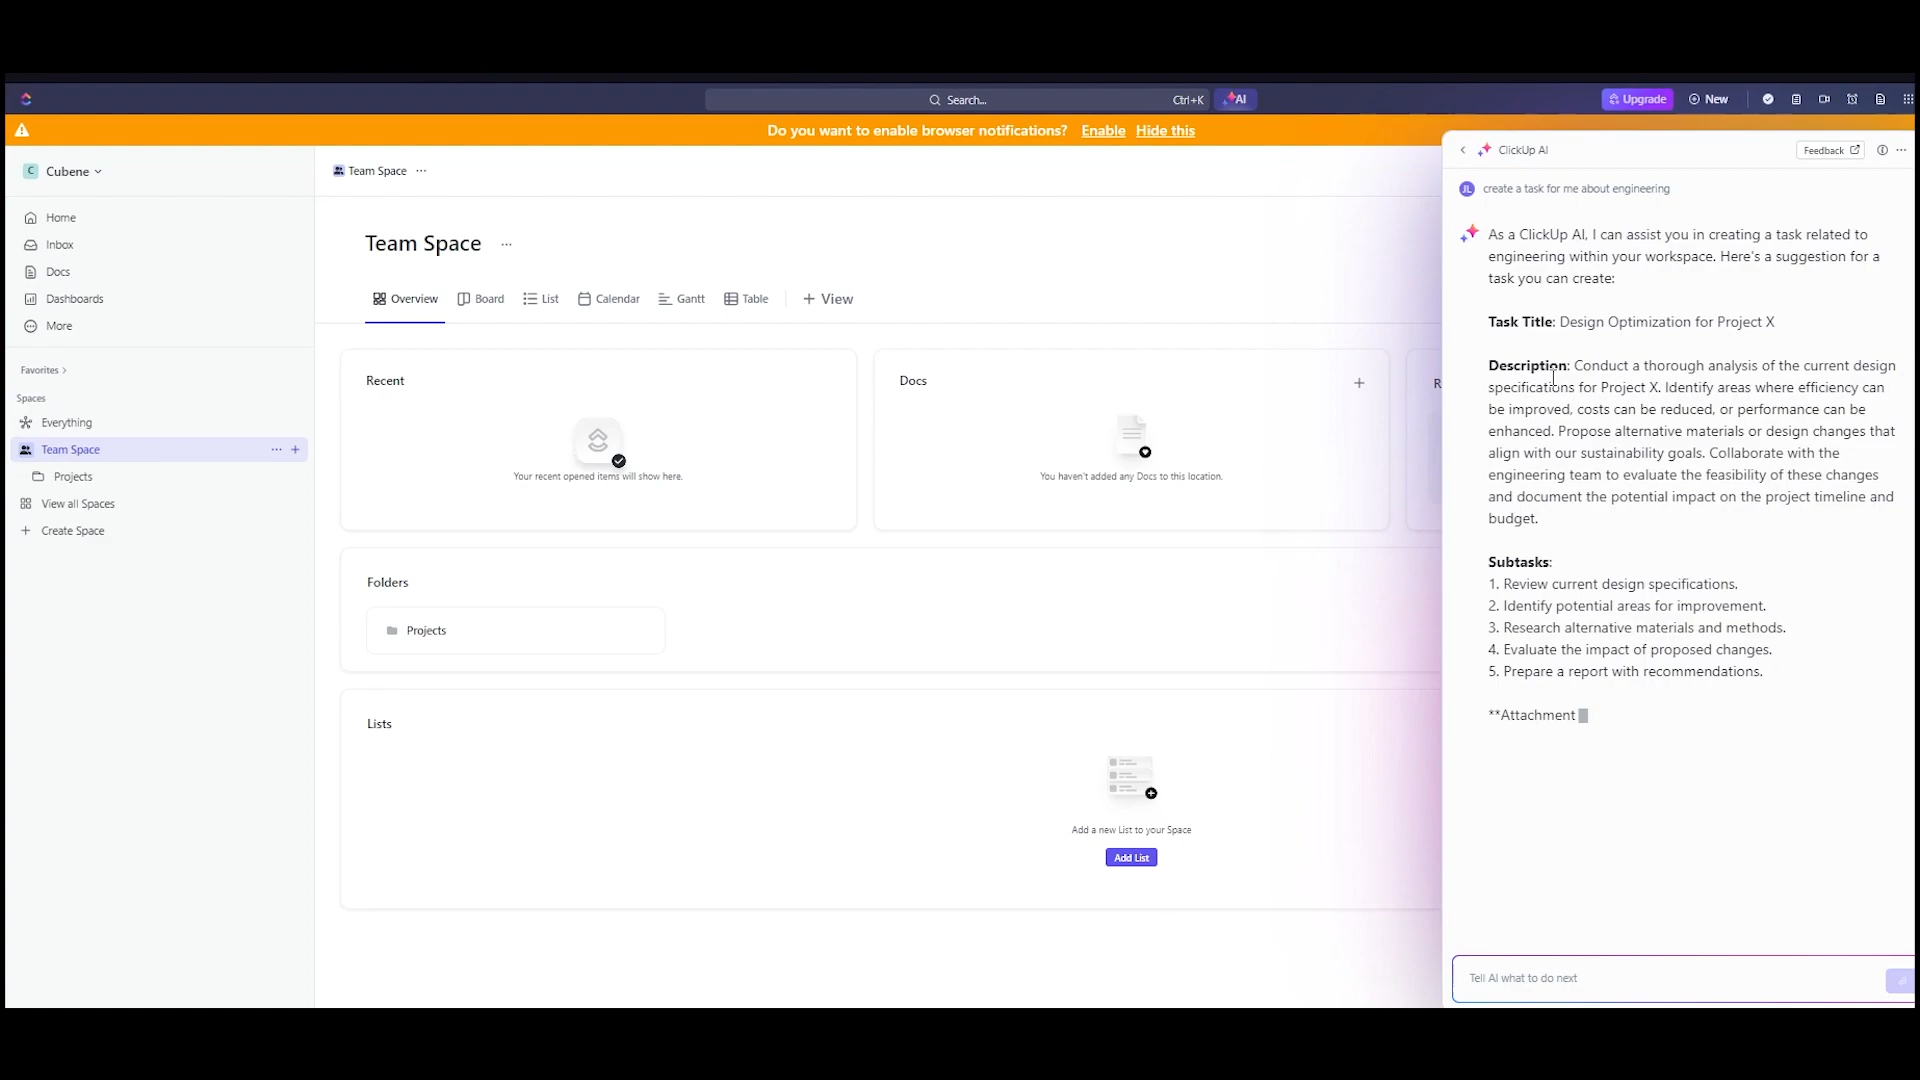 Search...
Ctrl+K
AI
Upgrade
New
Do you want to enable browser notifications? Enable Hide this
C Cubene
Home
Inbox
Docs
Dashboards
More
Favorites
Spaces
Everything
Team Space
Projects
View all Spaces
Create Space
Team Space
Team Space
Overview
Board
List
Calendar
Gantt
Table
+ View
Recent
Your recent opened items will show here.
Docs
You haven't added any Docs to this location.
R
Folders
Projects
Lists
Add a new List to your Space
Add List
ClickUp AI
Feedback
JL create a task for me about engineering
As a ClickUp AI, I can assist you in creating a task related to
engineering within your workspace. Here's a suggestion for a
task you can create:
Task Title: Design Optimization for Project X
Description: Conduct a thorough analysis of the current design
specifications for Project X. Identify areas where efficiency can
be improved, costs can be reduced, or performance can be
enhanced. Propose alternative materials or design changes that
align with our sustainability goals. Collaborate with the
engineering team to evaluate the feasibility of these changes
and document the potential impact on the project timeline and
budget.
Subtasks:
1. Review current design specifications.
2. Identify potential areas for improvement.
3. Research alternative materials and methods.
4. Evaluate the impact of proposed changes.
5. Prepare a report with recommendations.
**Attachment
Tell AI what to do next